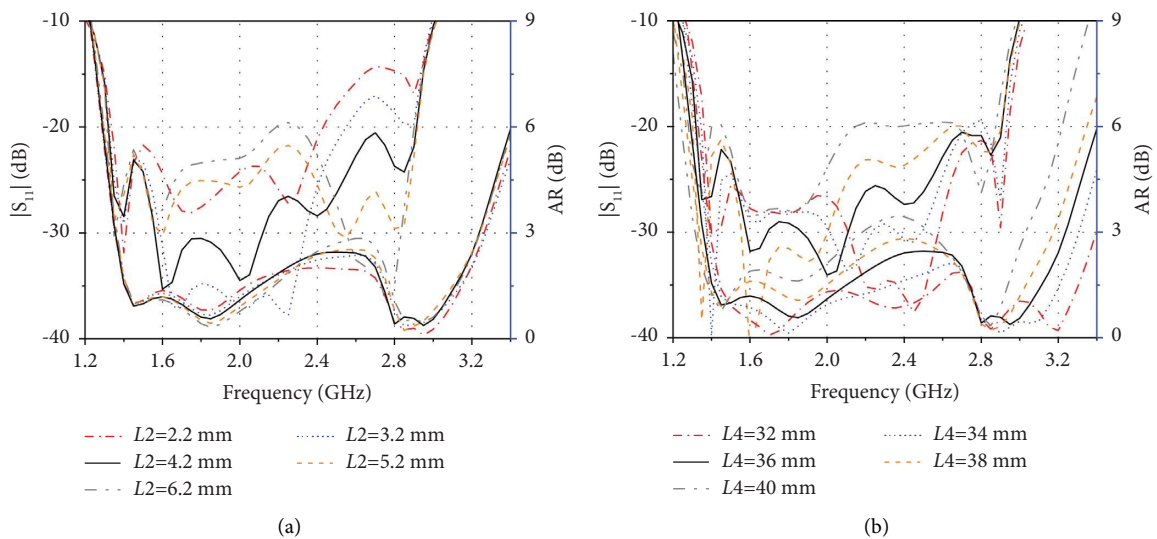 -10
-20
-30
-40
|S11| (dB)
9
6
3
0
AR (dB)
1.2 1.6 2.0 2.4 2.8 3.2
Frequency (GHz)
L2=2.2 mm L2=3.2 mm
L2=4.2 mm L2=5.2 mm
L2=6.2 mm
(a)
-10
-20
-30
-40
|S11| (dB)
9
6
3
0
AR (dB)
1.2 1.6 2.0 2.4 2.8 3.2
Frequency (GHz)
L4=32 mm L4=34 mm
L4=36 mm L4=38 mm
L4=40 mm
(b)